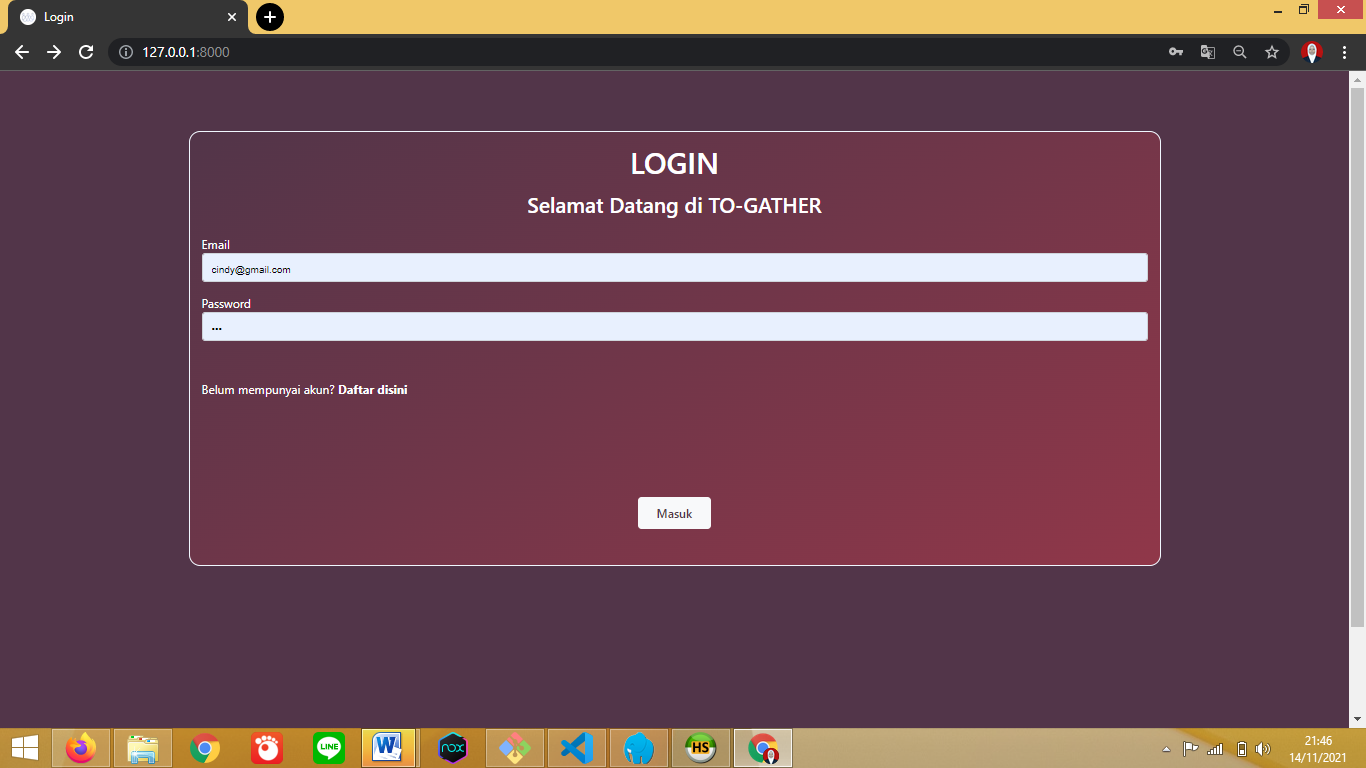 Login
127.0.0.1:8000
LOGIN
Selamat Datang di TO-GATHER
Email
cindy@gmail.com
Password
•••
Belum mempunyai akun? Daftar disini
Masuk
LINE
W
nox
HS
21:46
14/11/2021